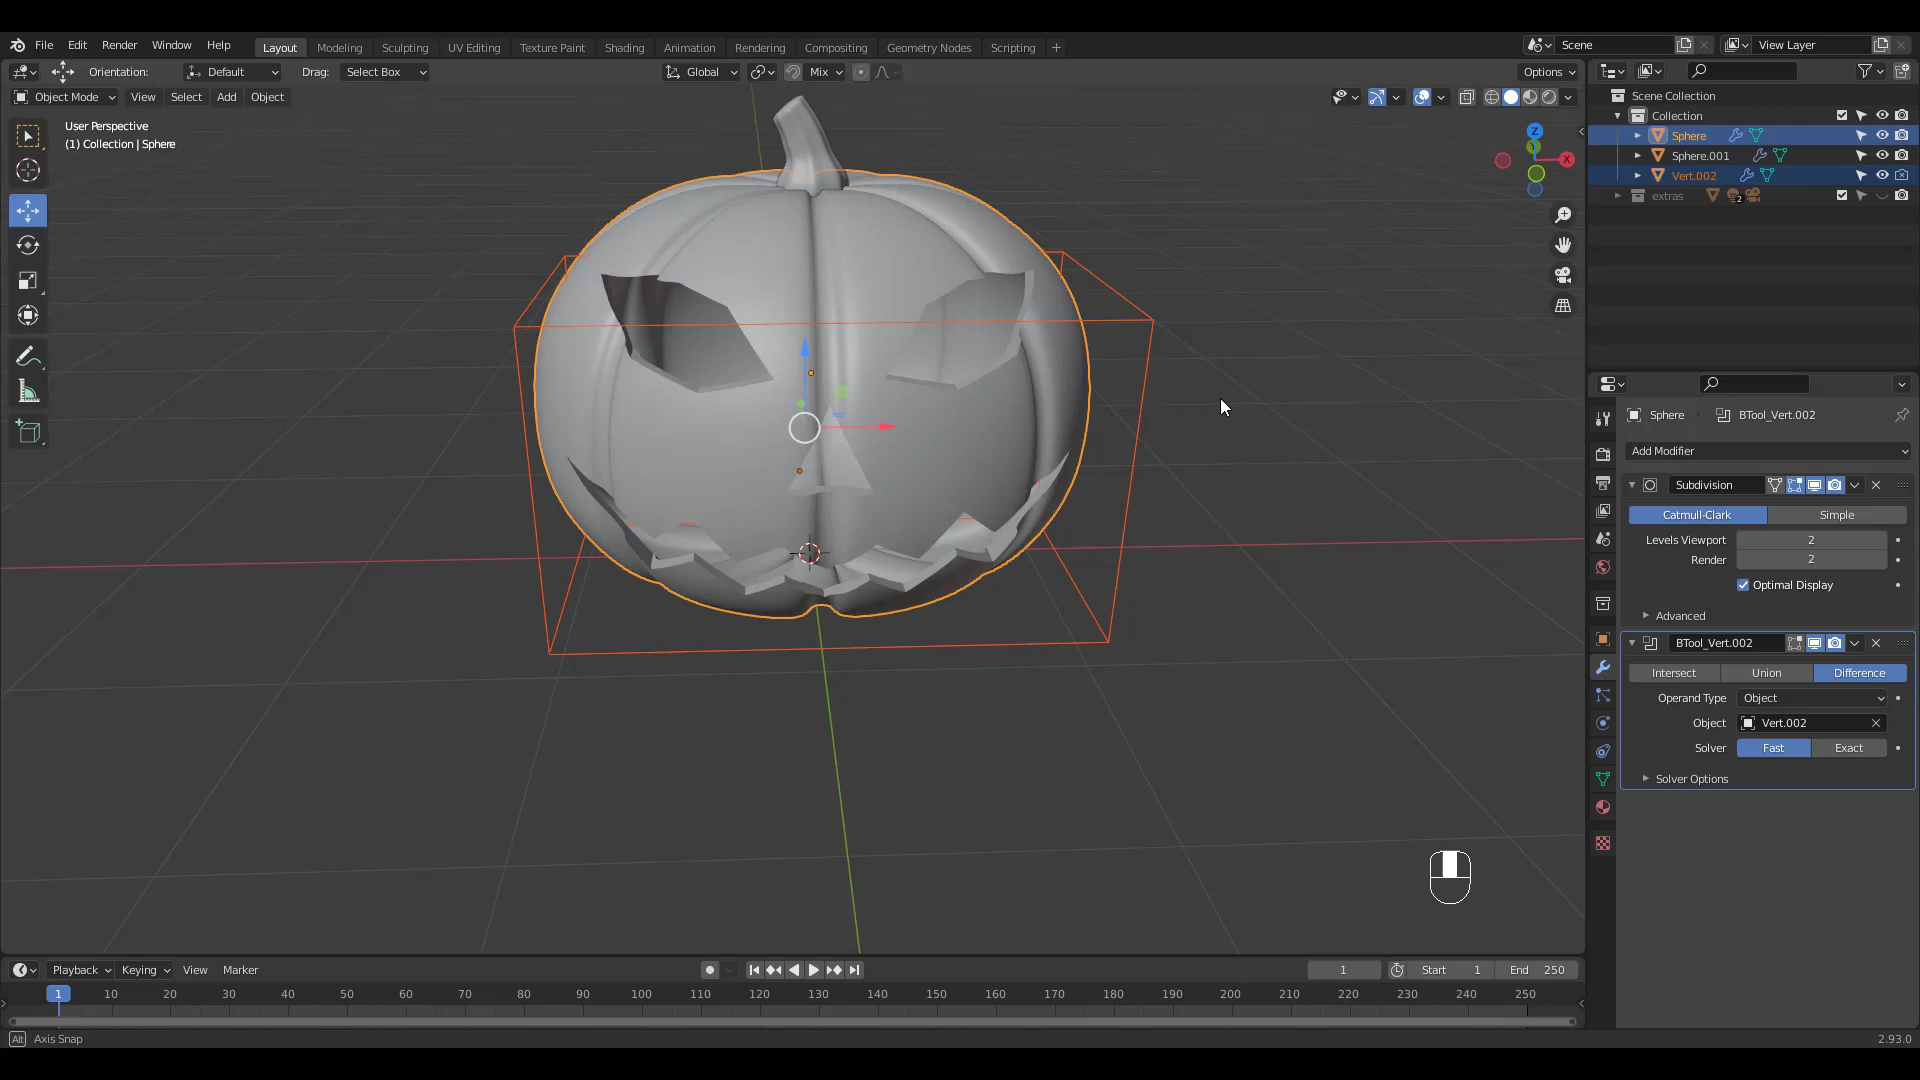 File Edit Render Window Help Layout Modeling Sculpting UV Editing Texture Paint Shading Animation Rendering Compositing Geometry Nodes Scripting + Scene View Layer
Orientation: Default Drag: Select Box Global Mix Options
Object Mode View Select Add Object
User Perspective
(1) Collection | Sphere
Z
X
Scene Collection
Collection
Sphere
Sphere.001
Vert.002
extras 2
Sphere BTool_Vert.002
Add Modifier
Subdivision
Catmull-Clark Simple
Levels Viewport 2
Render 2
Optimal Display
Advanced
BTool_Vert.002
Intersect Union Difference
Operand Type Object
Object Vert.002
Solver Fast Exact
Solver Options
Playback Keying View Marker 1 Start 1 End 250
1 10 20 30 40 50 60 70 80 90 100 110 120 130 140 150 160 170 180 190 200 210 220 230 240 250
Alt Axis Snap 2.93.0